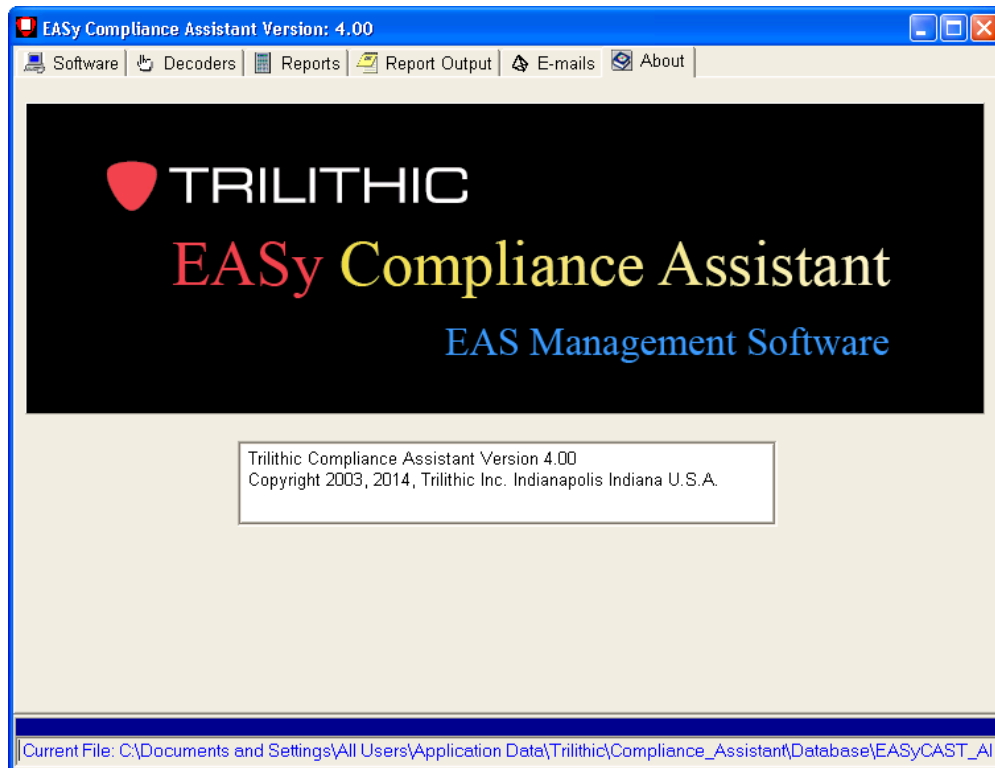 EASy Compliance Assistant Version: 4.00
Software Decoders Reports Report Output E-mails About
TRILITHIC
EASy Compliance Assistant
EAS Management Software
Trilithic Compliance Assistant Version 4.00
Copyright 2003, 2014, Trilithic Inc. Indianapolis Indiana U.S.A.
Current File: C:\Documents and Settings\All Users\Application Data\Trilithic\Compliance_Assistant\Database\EASyCAST_Al